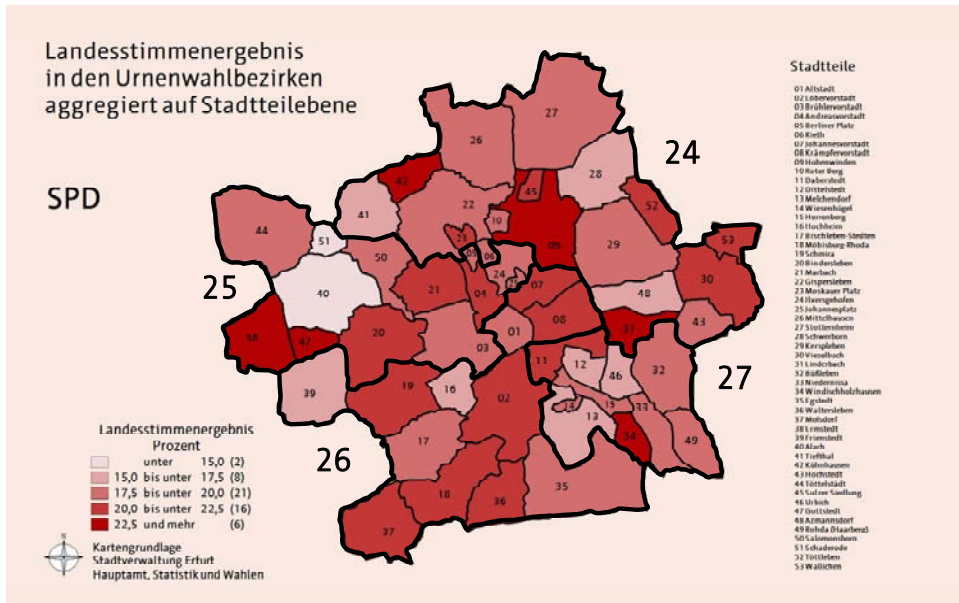 Landesstimmenergebnis
in den Urnenwahlbezirken
aggregiert auf Stadtteilebene
SPD
24
25
26
27
27
26
28
42
45
52
41
22
10
44
51
23
09
53
50
05
06
29
24
25
30
40
21
04
07
48
43
38
47
20
08
31
01
03
11
12
32
46
39
19
16
02
14
15
33
13
34
49
17
18
36
35
37
Landesstimmenergebnis
Prozent
unter 15,0 (2)
15,0 bis unter 17,5 (8)
17,5 bis unter 20,0 (21)
20,0 bis unter 22,5 (16)
22,5 und mehr (6)
N
Kartengrundlage
Stadtverwaltung Erfurt
Hauptamt, Statistik und Wahlen
Stadtteile
01 Altstadt
02 Löbervorstadt
03 Brühlervorstadt
04 Andreasvorstadt
05 Berliner Platz
06 Rieth
07 Johannesvorstadt
08 Krämpfervorstadt
09 Hohenwinden
10 Roter Berg
11 Daberstedt
12 Dittelstedt
13 Melchendorf
14 Wiesenhügel
15 Herrenberg
16 Hochheim
17 Bischleben-Stedten
18 Möbisburg-Rhoda
19 Schmira
20 Bindersleben
21 Marbach
22 Gispersleben
23 Moskauer Platz
24 Ilversgehofen
25 Johannesplatz
26 Mittelhausen
27 Stotternheim
28 Schwerborn
29 Kerspleben
30 Vieselbach
31 Linderbach
32 Büßleben
33 Niedernissa
34 Windischholzhausen
35 Egstedt
36 Waltersleben
37 Molsdorf
38 Ermstedt
39 Frienstedt
40 Alach
41 Tiefthal
42 Kühnhausen
43 Hochstedt
44 Töttelstädt
45 Sulzer Siedlung
46 Urbich
47 Gottstedt
48 Azmannsdorf
49 Rohda (Haarberg)
50 Salomonsborn
51 Schaderode
52 Töttleben
53 Wallichen